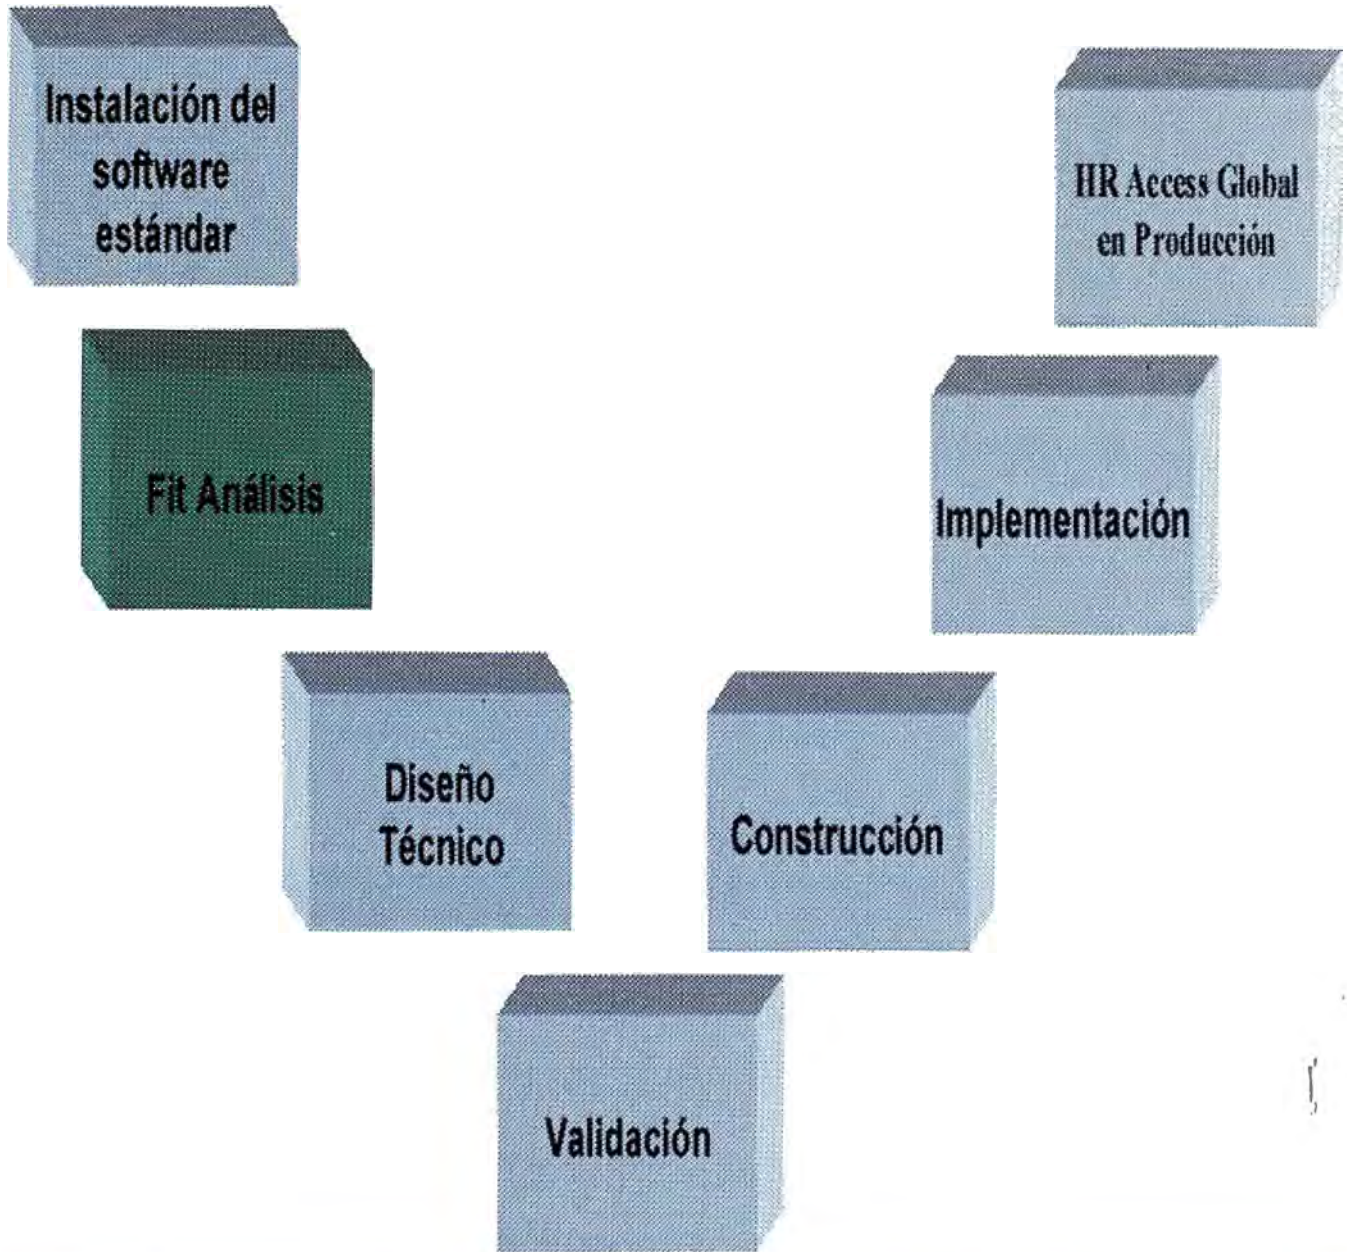 Instalación del
software
estándar
HR Access Global
en Producción
Fit Análisis
Implementación
Diseño
Técnico
Construcción
Validación